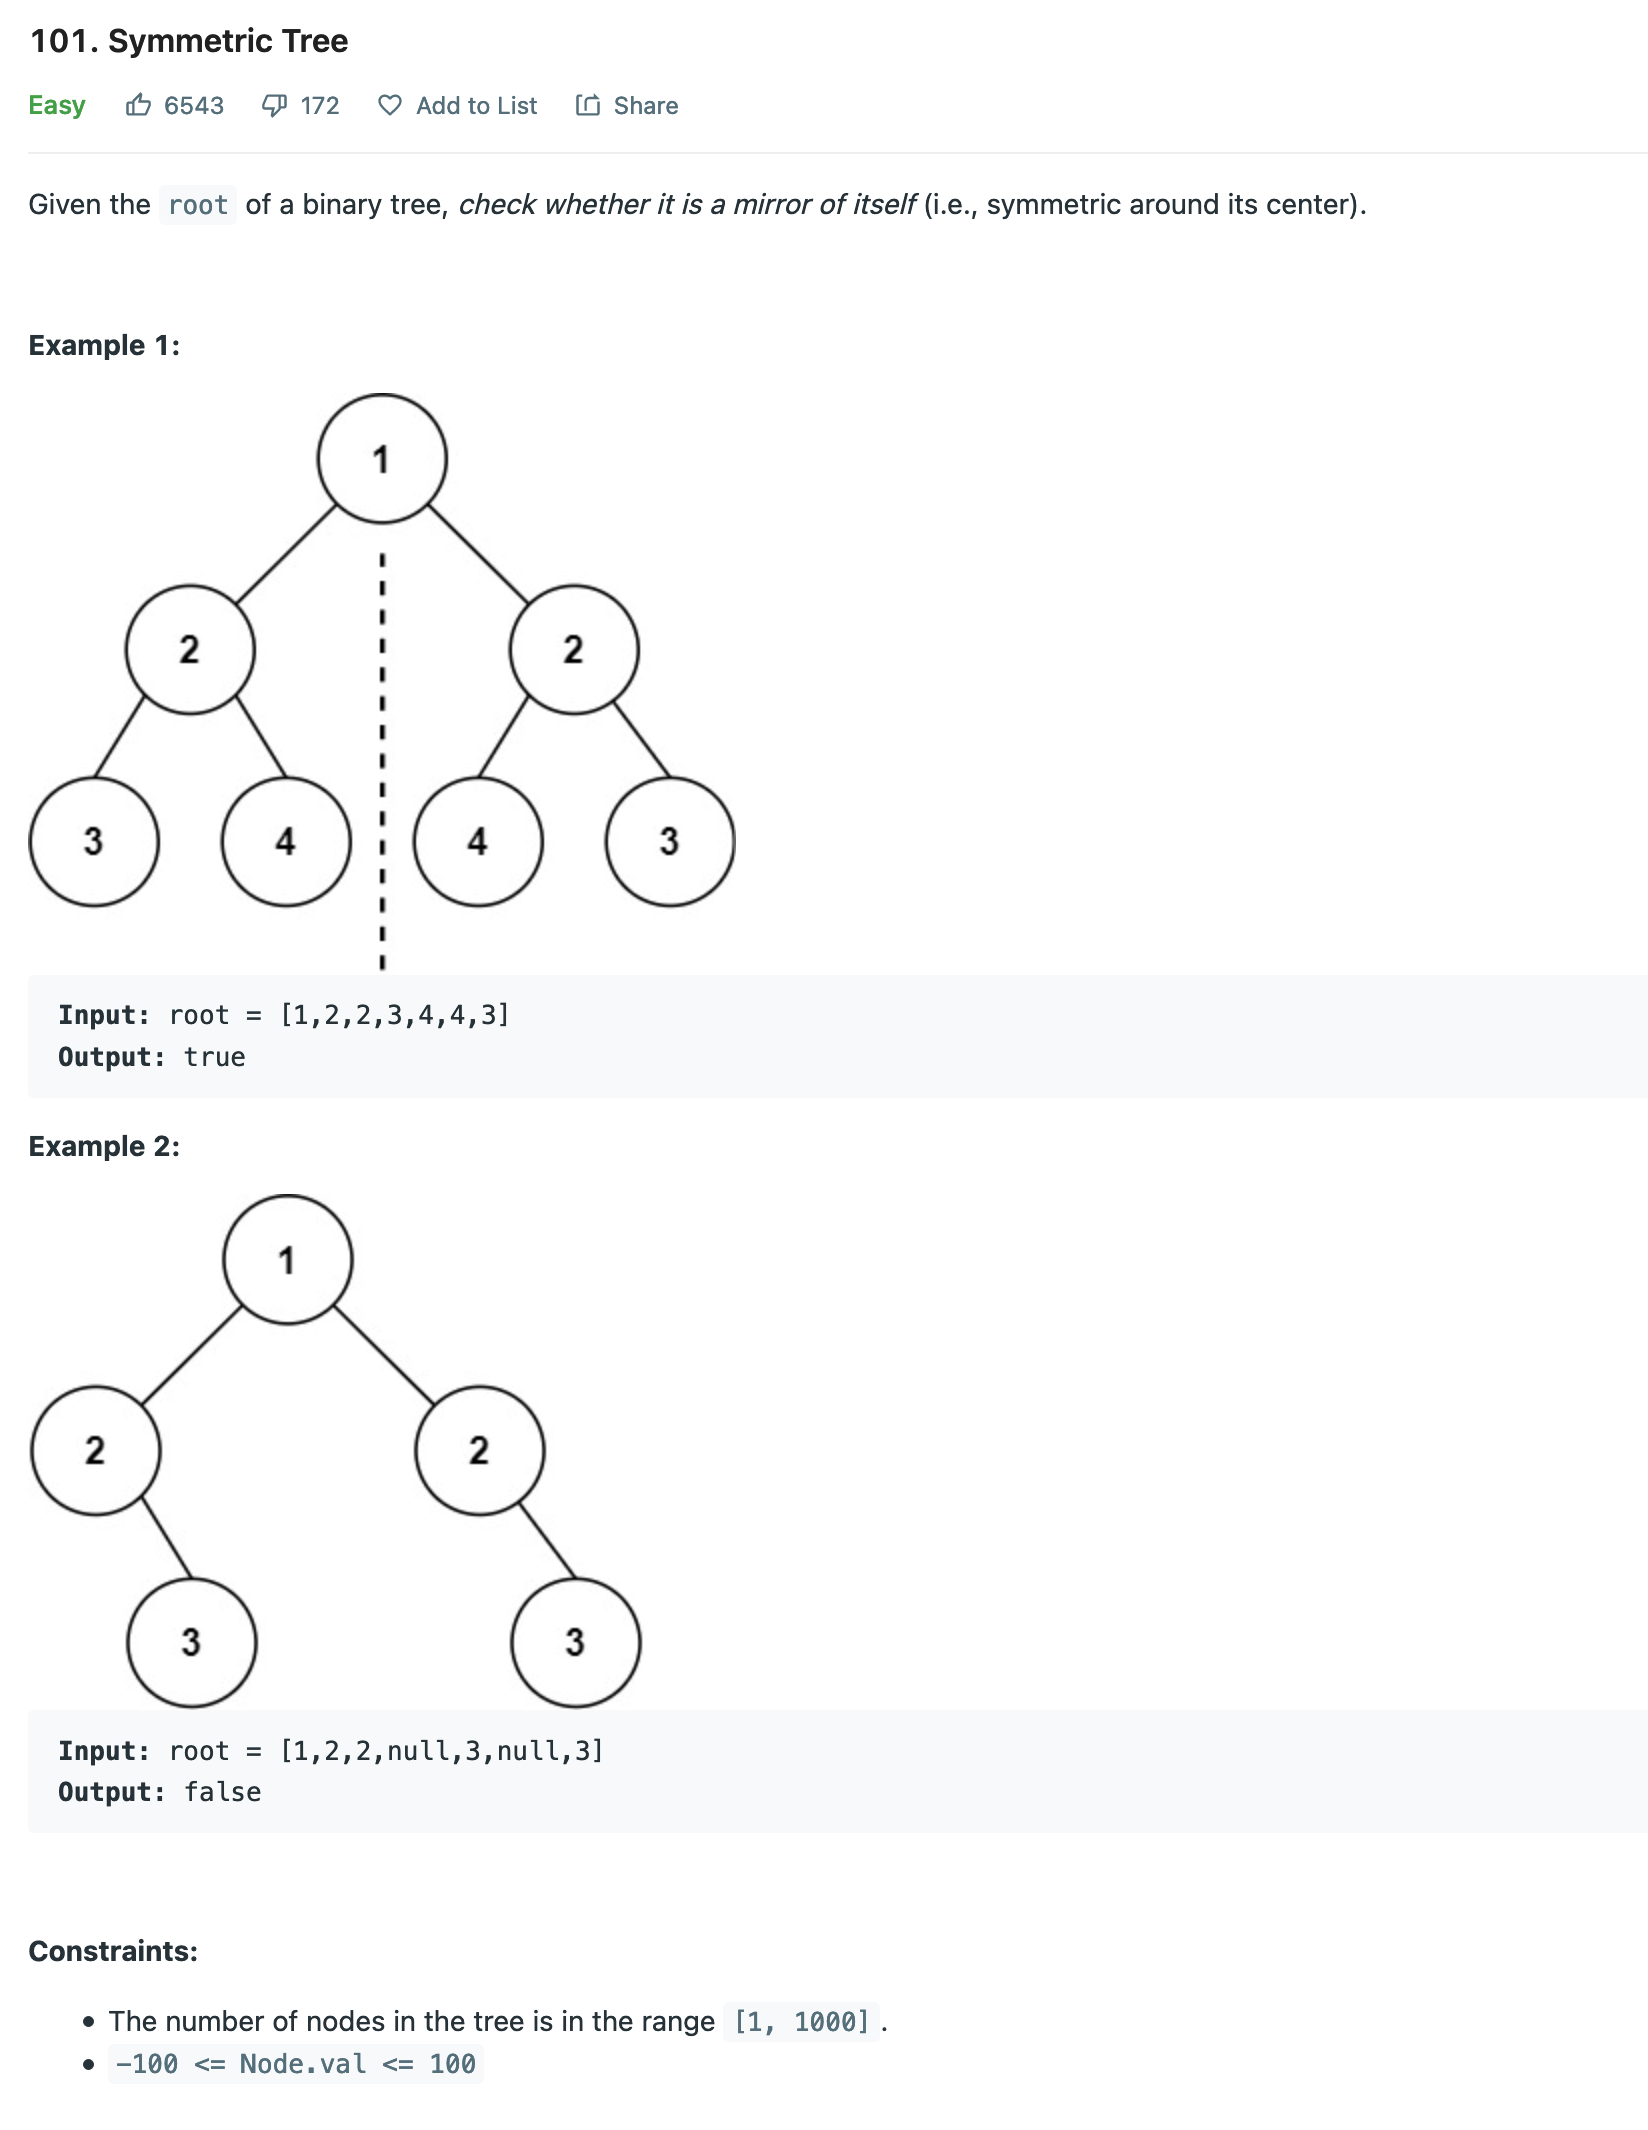 101. Symmetric Tree
Easy 6543 172 Add to List Share
Given the root of a binary tree, check whether it is a mirror of itself (i.e., symmetric around its center).
Example 1:
1
2 2
3 4 4 3
Input: root = [1,2,2,3,4,4,3]
Output: true
Example 2:
1
2 2
3 3
Input: root = [1,2,2,null,3,null,3]
Output: false
Constraints:
• The number of nodes in the tree is in the range [1, 1000].
• -100 <= Node.val <= 100